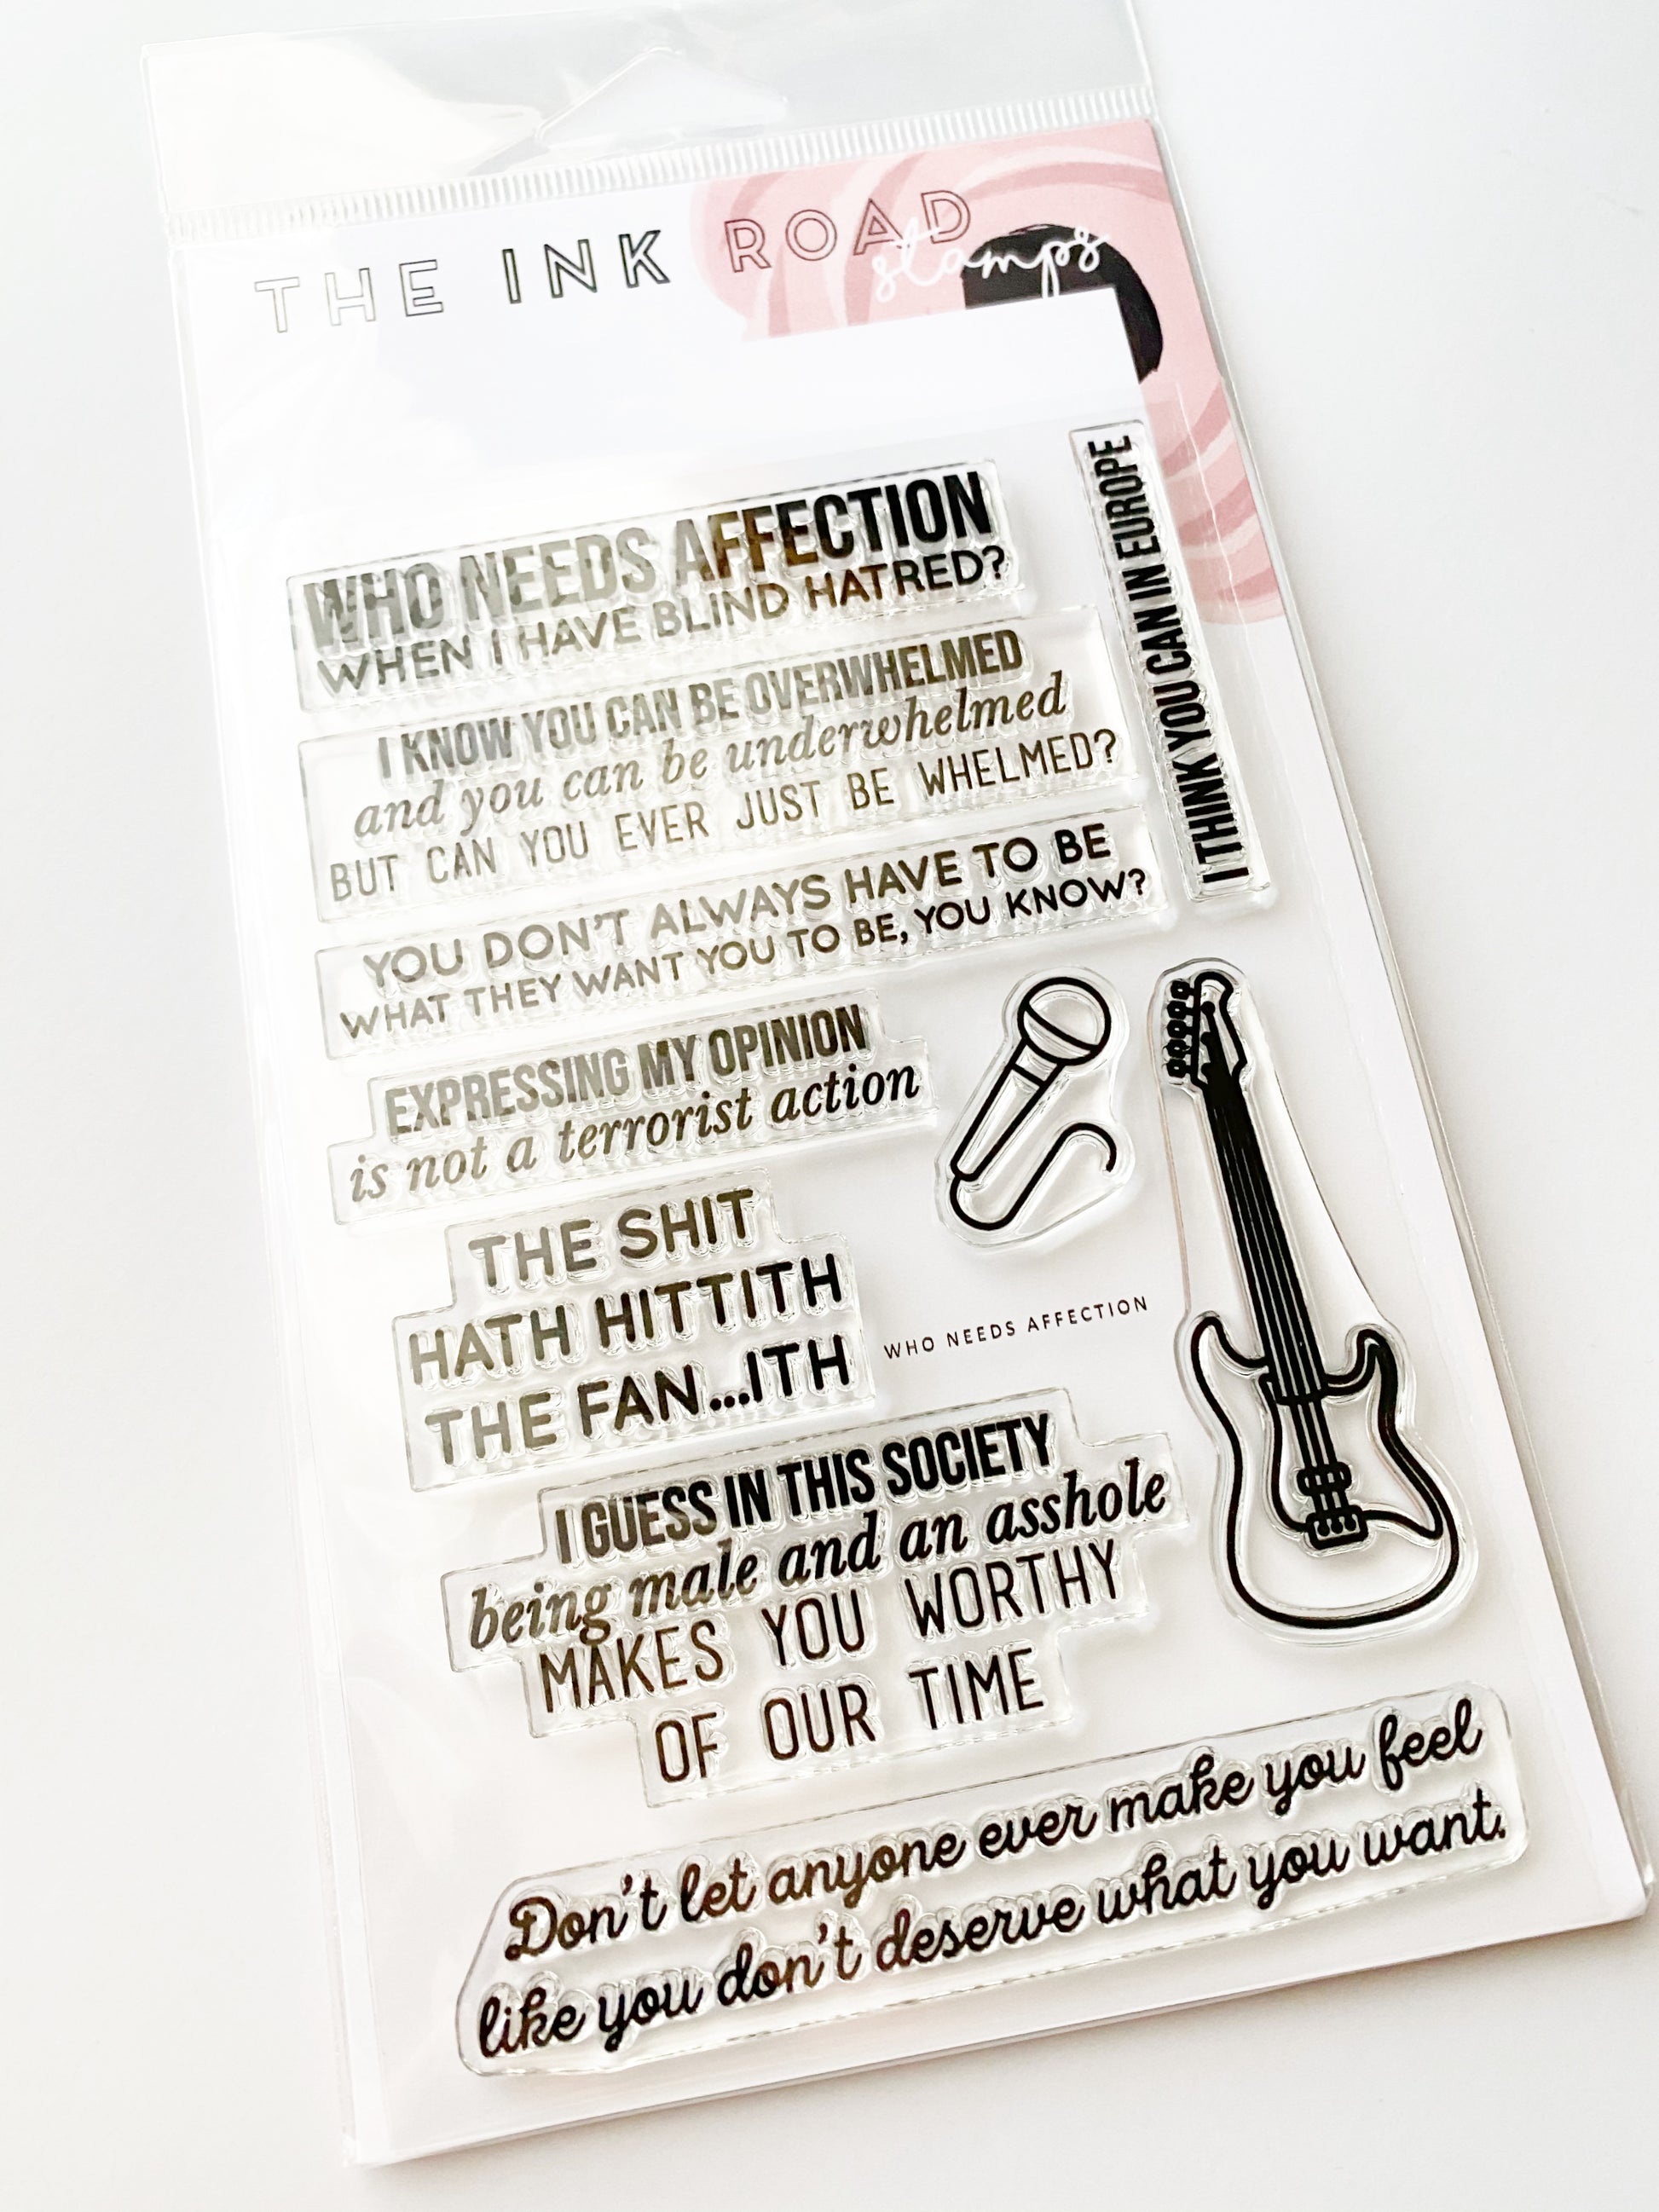 THE INK ROAD
stamps
WHO NEEDS AFFECTION
WHEN I HAVE BLIND HATRED?
I KNOW YOU CAN BE OVERWHELMED
and you can be underwhelmed
BUT CAN YOU EVER JUST BE WHELMED?
I THINK YOU CAN IN EUROPE
YOU DON'T ALWAYS HAVE TO BE
WHAT THEY WANT YOU TO BE, YOU KNOW?
EXPRESSING MY OPINION
is not a terrorist action
THE SHIT
HATH HITTITH
THE FAN...ITH
WHO NEEDS AFFECTION
I GUESS IN THIS SOCIETY
being male and an asshole
MAKES YOU WORTHY
OF OUR TIME
Don't let anyone ever make you feel
like you don't deserve what you want.